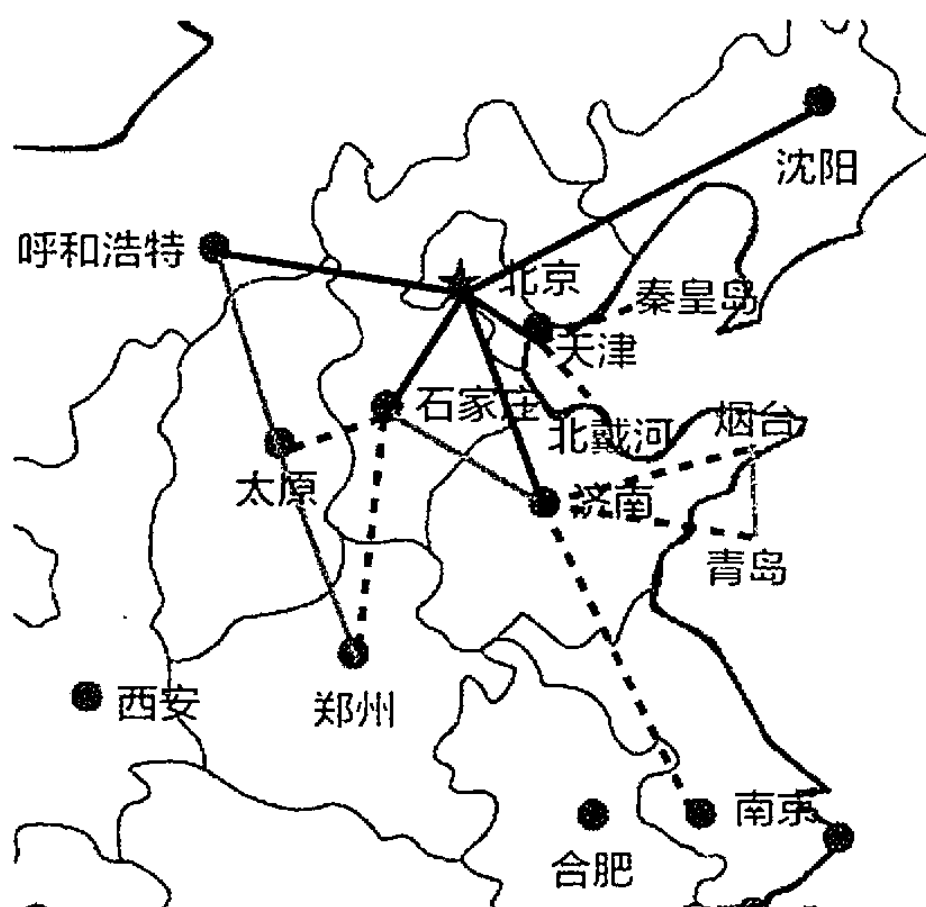 沈阳
呼和浩特
北京
秦皇岛
天津
石家庄
北戴河
烟台
太原
济南
青岛
西安
郑州
南京
合肥